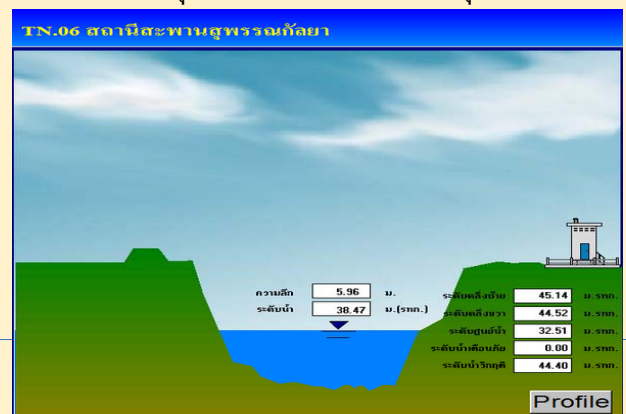 TN.06 สถานีสะพานสุพรรณกัลยา
ความลึก 5.96 ม.
ระดับน้ำ 38.47 ม.(รทก.)
ระดับตลิ่งซ้าย 45.14 ม.รทก.
ระดับตลิ่งขวา 44.52 ม.รทก.
ระดับศูนย์น้ำ 32.51 ม.รทก.
ระดับน้ำเตือนภัย 0.00 ม.รทก.
ระดับน้ำวิกฤติ 44.40 ม.รทก.
Profile